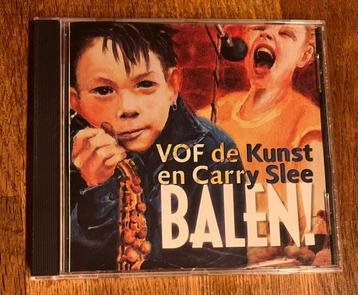 VOF de Kunst
en Carry Slee
BALEN!